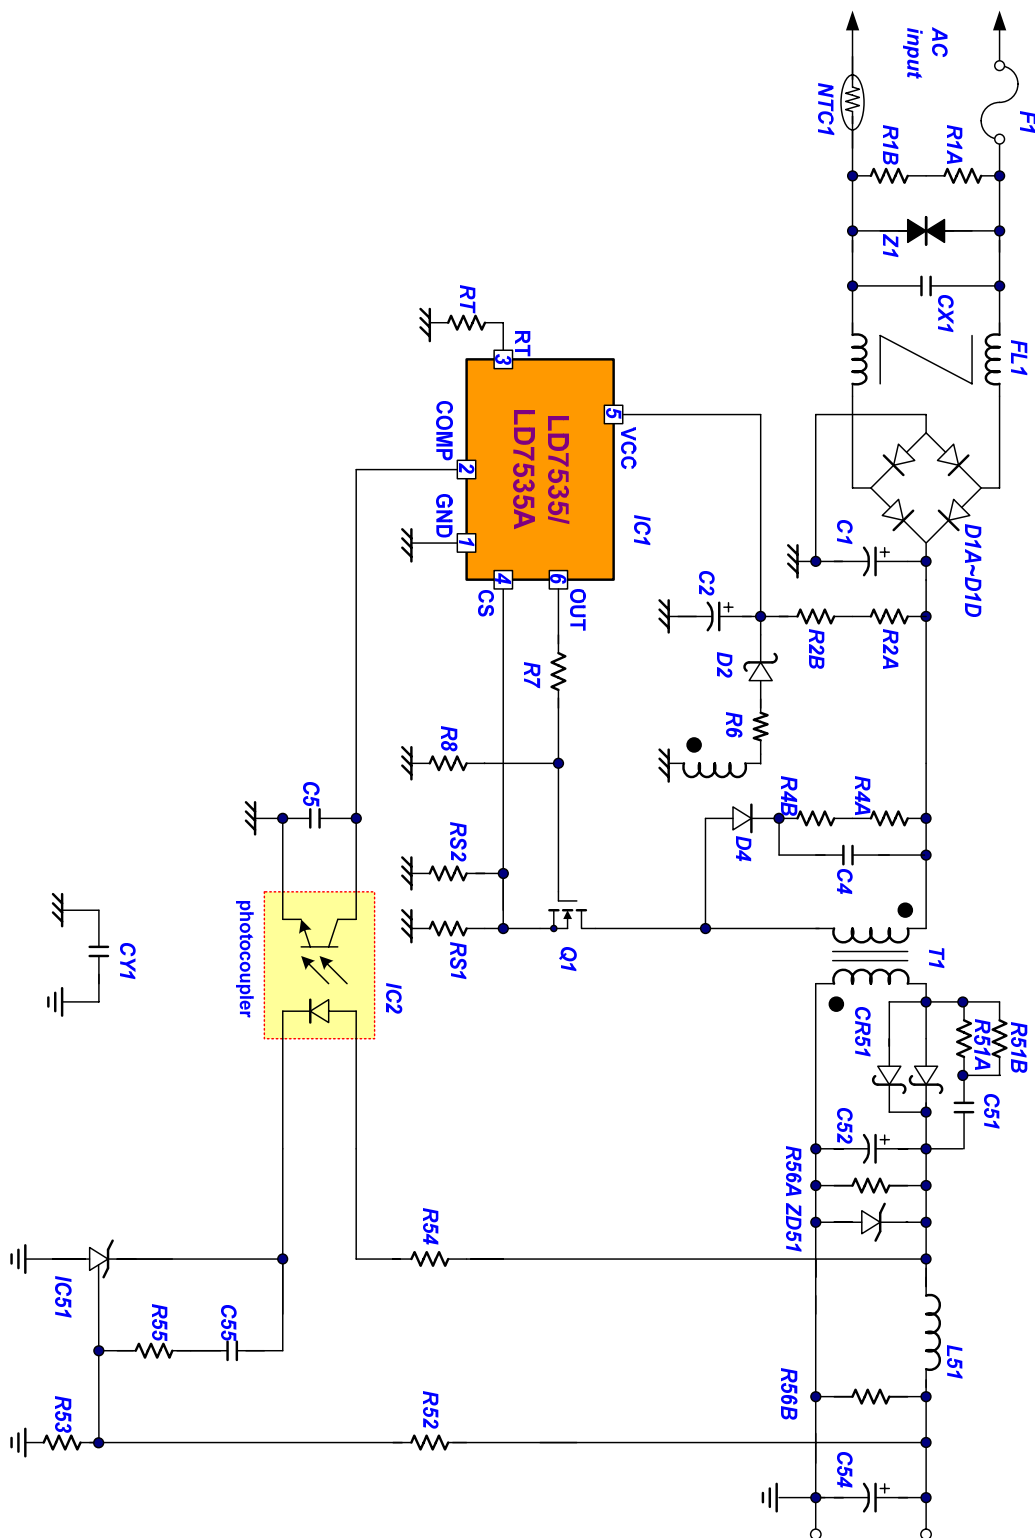 AC
input
F1
NTC1
R1A
R1B
Z1
CX1
FL1
D1A~D1D
C1
R2A
R2B
C2
D2
R6
R4A
R4B
C4
D4
T1
RT
RT
3
COMP
2
GND
1
LD7535/
LD7535A
5
VCC
IC1
4
CS
6
OUT
R7
R8
RS2
RS1
Q1
C5
photocoupler
IC2
CY1
CR51
R51A
R51B
C51
C52
R56A
ZD51
R54
L51
R56B
C54
IC51
R55
C55
R53
R52
+
+
+
+